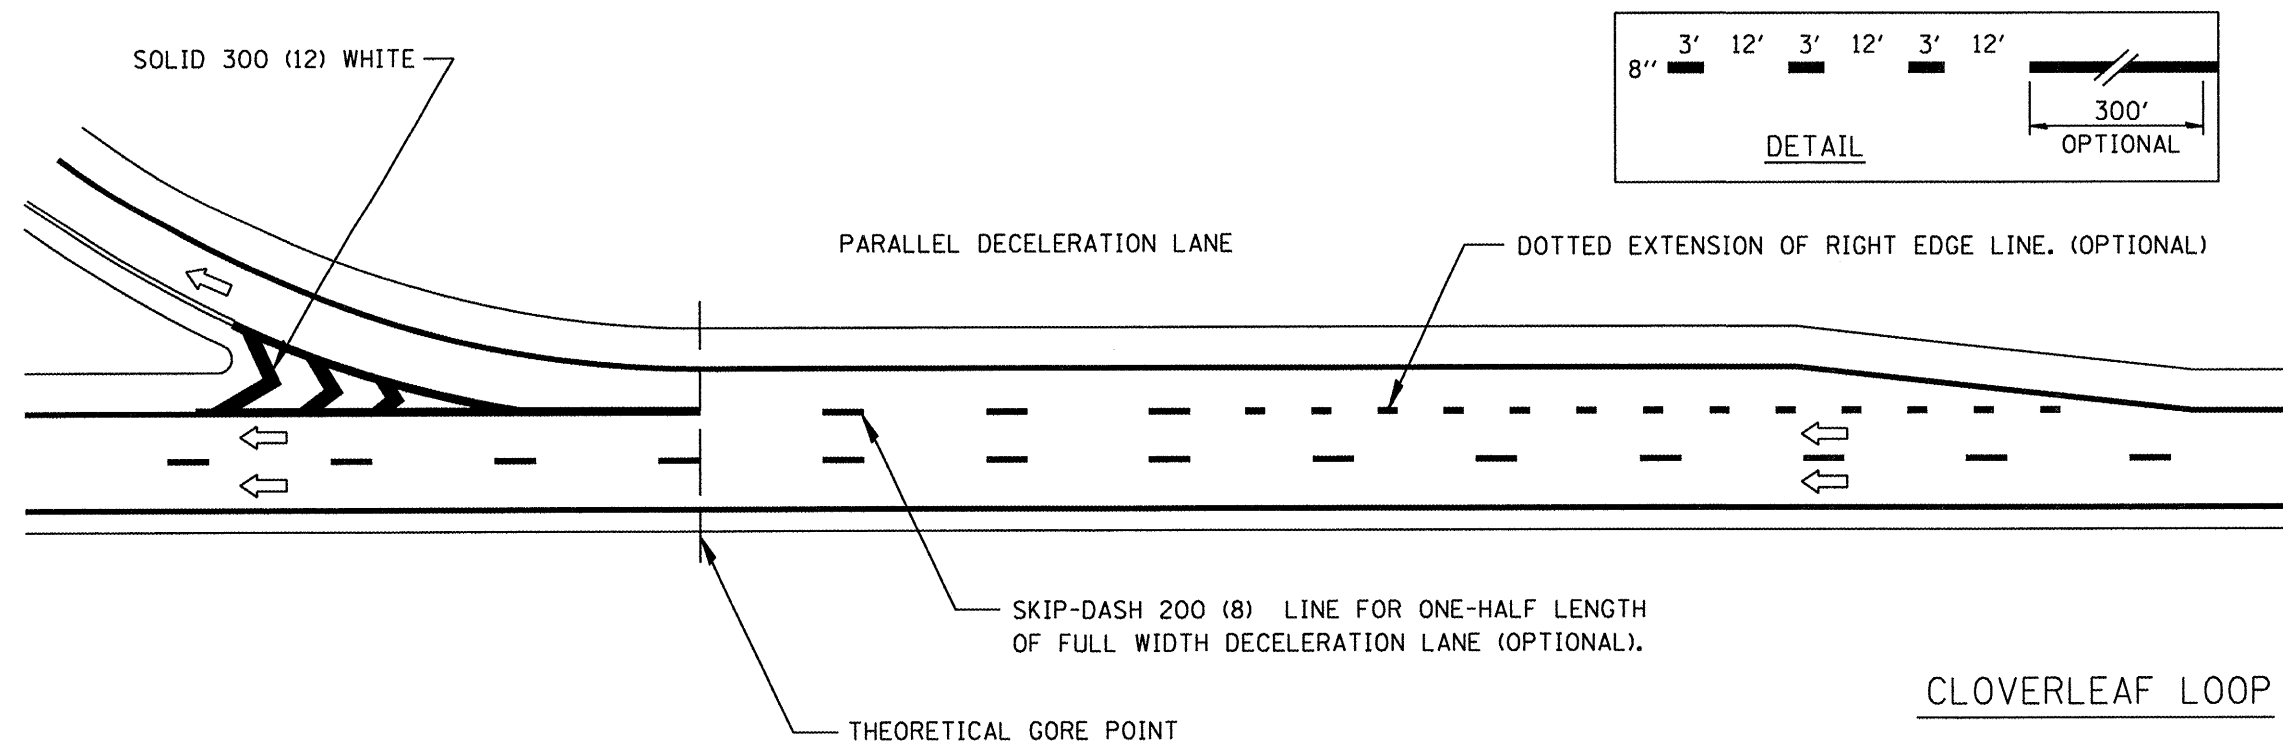 SOLID 300 (12) WHITE
3' 12' 3' 12' 3' 12'
8''
300'
OPTIONAL
DETAIL
PARALLEL DECELERATION LANE
DOTTED EXTENSION OF RIGHT EDGE LINE. (OPTIONAL)
SKIP-DASH 200 (8) LINE FOR ONE-HALF LENGTH
OF FULL WIDTH DECELERATION LANE (OPTIONAL).
CLOVERLEAF LOOP
THEORETICAL GORE POINT